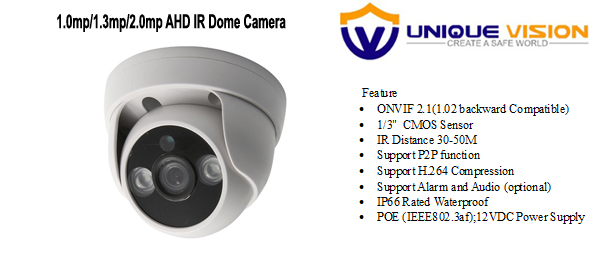 1.0mp/1.3mp/2.0mp AHD IR Dome Camera
UNIQUE VISION
CREATE A SAFE WORLD
Feature
• ONVIF 2.1(1.02 backward Compatible)
• 1/3" CMOS Sensor
• IR Distance 30-50M
• Support P2P function
• Support H.264 Compression
• Support Alarm and Audio (optional)
• IP66 Rated Waterproof
• POE (IEEE802.3af);12VDC Power Supply